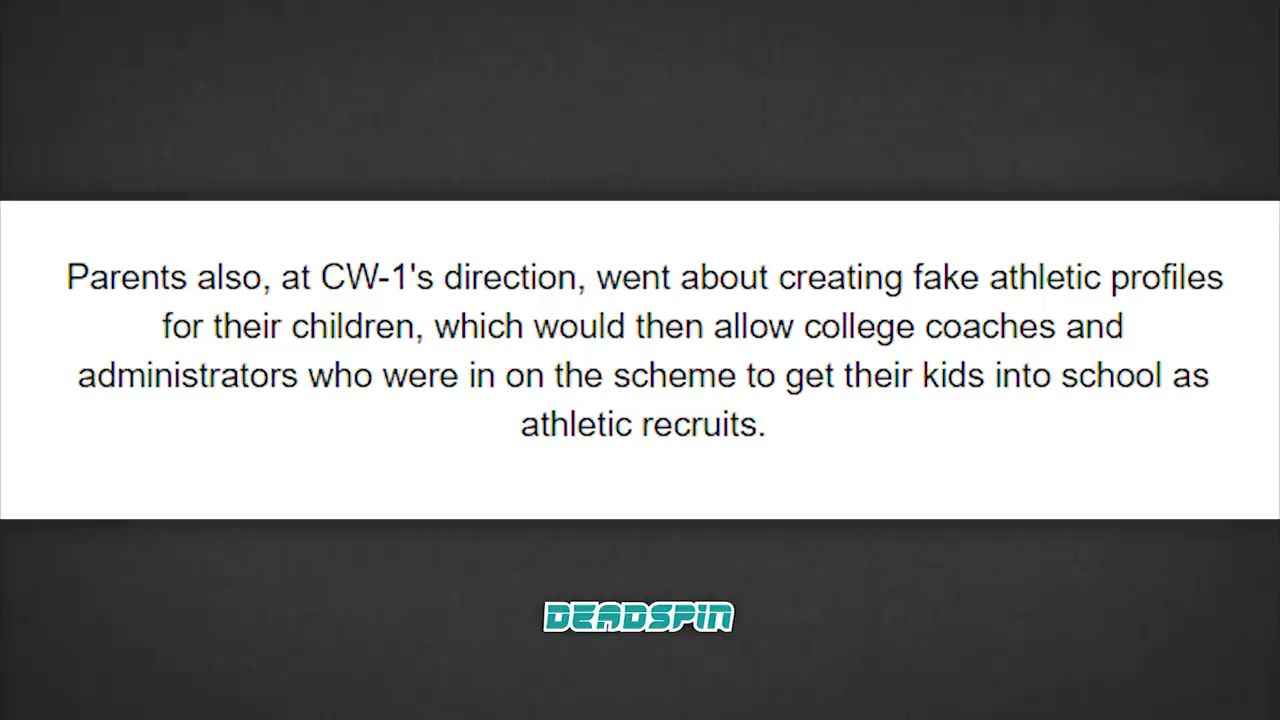 Parents also, at CW-1's direction, went about creating fake athletic profiles
for their children, which would then allow college coaches and
administrators who were in on the scheme to get their kids into school as
athletic recruits.
DEADSPIN